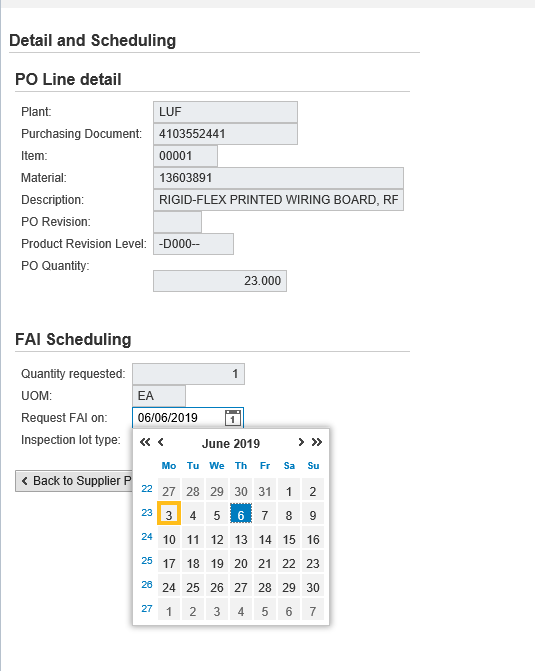 Detail and Scheduling
PO Line detail
Plant: LUF
Purchasing Document: 4103552441
Item: 00001
Material: 13603891
Description: RIGID-FLEX PRINTED WIRING BOARD, RF
PO Revision:
Product Revision Level: -D000--
PO Quantity:
23.000
FAI Scheduling
Quantity requested: 1
UOM: EA
Request FAI on: 06/06/2019 1
Inspection lot type:
June 2019
Mo Tu We Th Fr Sa Su
22 27 28 29 30 31 1 2
23 3 4 5 6 7 8 9
24 10 11 12 13 14 15 16
25 17 18 19 20 21 22 23
26 24 25 26 27 28 29 30
27 1 2 3 4 5 6 7
Back to Supplier P